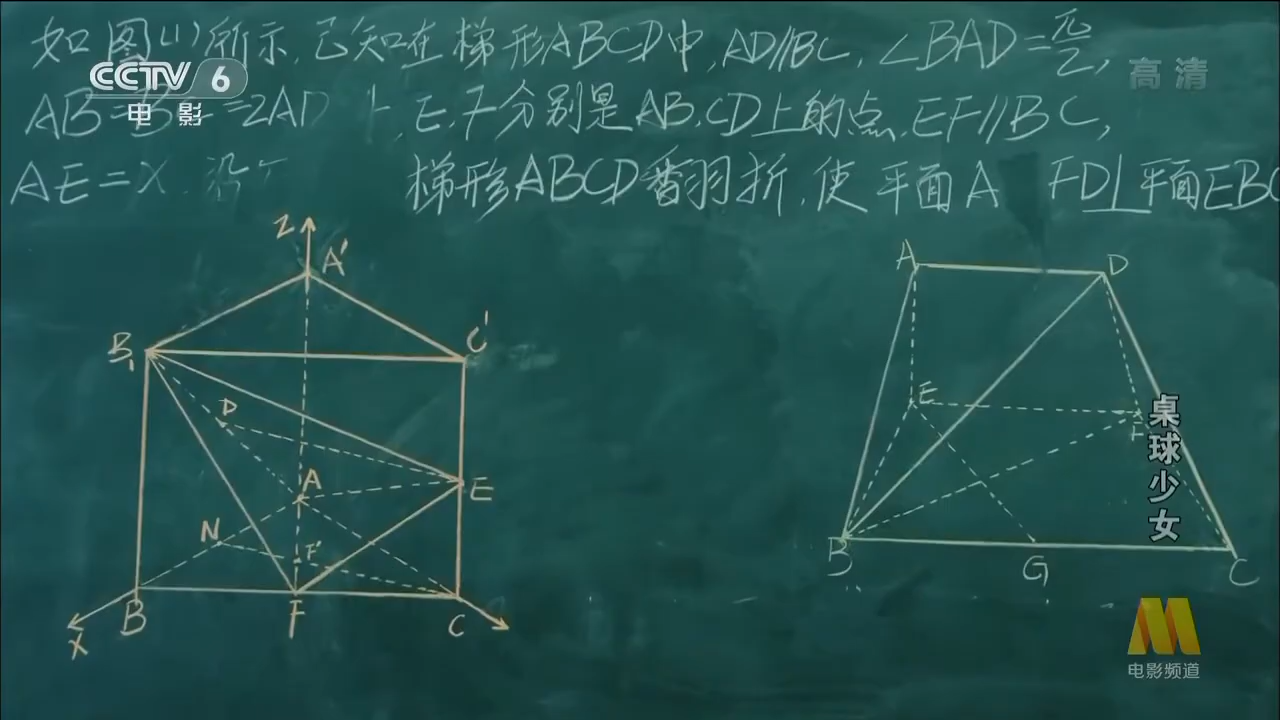 如图(1)所示,已知在梯形ABCD中,AD//BC,∠BAD=π/2,
CCTV 6
高清
电影
AB=B =2AD ,E,F分别是AB,CD上的点,EF//BC,
AE=X,沿 梯形ABCD番羽折,使平面A FD⊥平面EBC
Z
A'
B₁
C'
D
A
E
N
F'
B
F
C
X
A
D
E
F
B
G
C
桌球少女
电影频道